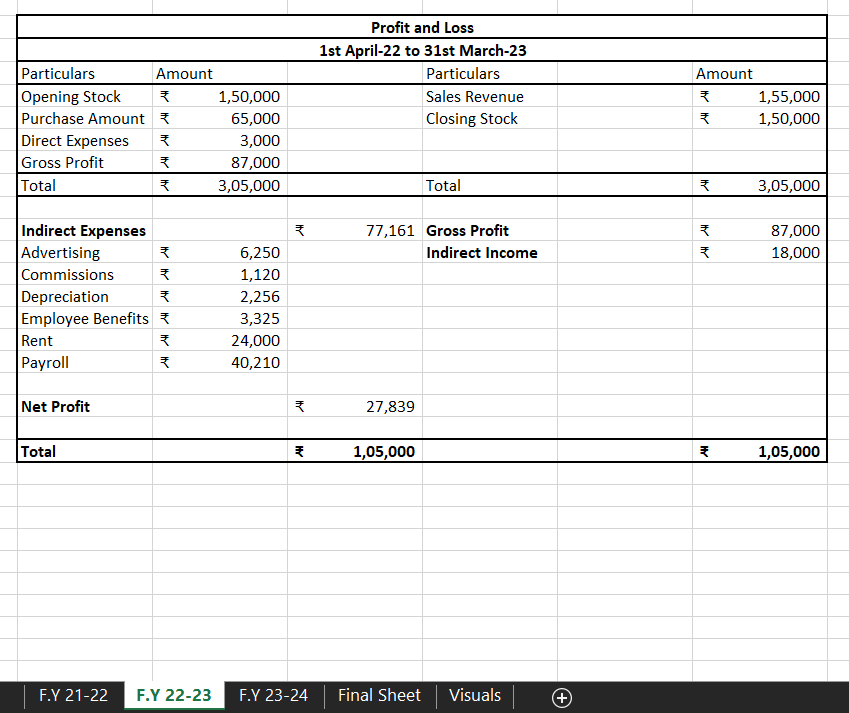 Profit and Loss
1st April-22 to 31st March-23
Particulars Amount Particulars Amount
Opening Stock ₹ 1,50,000 Sales Revenue ₹ 1,55,000
Purchase Amount ₹ 65,000 Closing Stock ₹ 1,50,000
Direct Expenses ₹ 3,000
Gross Profit ₹ 87,000
Total ₹ 3,05,000 Total ₹ 3,05,000
Indirect Expenses ₹ 77,161 Gross Profit ₹ 87,000
Advertising ₹ 6,250 Indirect Income ₹ 18,000
Commissions ₹ 1,120
Depreciation ₹ 2,256
Employee Benefits ₹ 3,325
Rent ₹ 24,000
Payroll ₹ 40,210
Net Profit ₹ 27,839
Total ₹ 1,05,000 ₹ 1,05,000
F.Y 21-22 F.Y 22-23 F.Y 23-24 Final Sheet Visuals